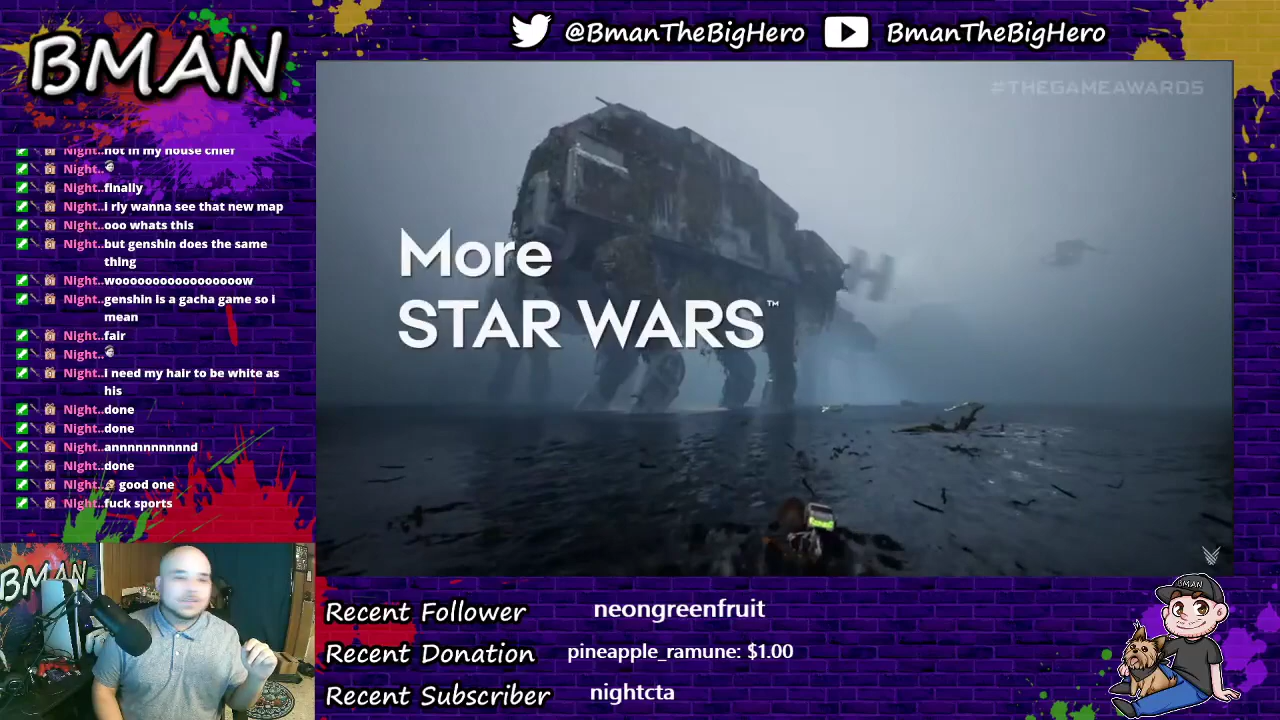 BMAN
@BmanTheBigHero
BmanTheBigHero
#THEGAMEAWARDS
Night..not in my house chief
Night..
Night..finally
Night..i rly wanna see that new map
Night..ooo whats this
Night..but genshin does the same
thing
Night..wooooooooooooooooow
Night..genshin is a gacha game so i
mean
Night..fair
Night..
Night..i need my hair to be white as
his
Night..done
Night..done
Night..annnnnnnnnnd
Night..done
Night..good one
Night..fuck sports
More
STAR WARS™
BMAN
BMAN
Recent Follower neongreenfruit
Recent Donation pineapple_ramune: $1.00
Recent Subscriber nightcta